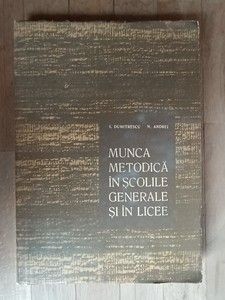 I. DUMITRESCU N. ANDREI
MUNCA
METODICĂ
ÎN ȘCOLILE
GENERALE
ȘI ÎN LICEE